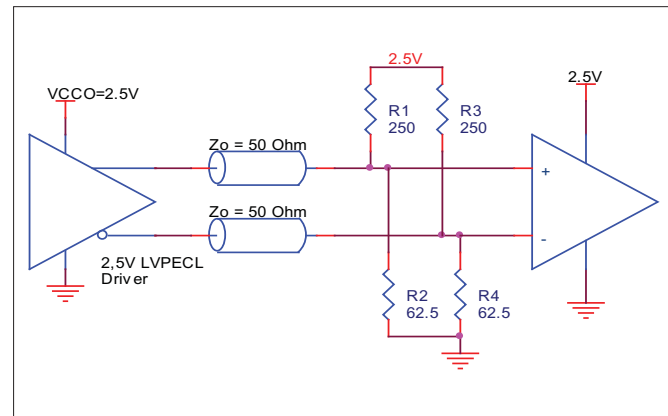 2.5V
VCCO=2.5V
2.5V
R1
250
R3
250
Zo = 50 Ohm
+
Zo = 50 Ohm
-
2,5V LVPECL
Driver
R2
62.5
R4
62.5